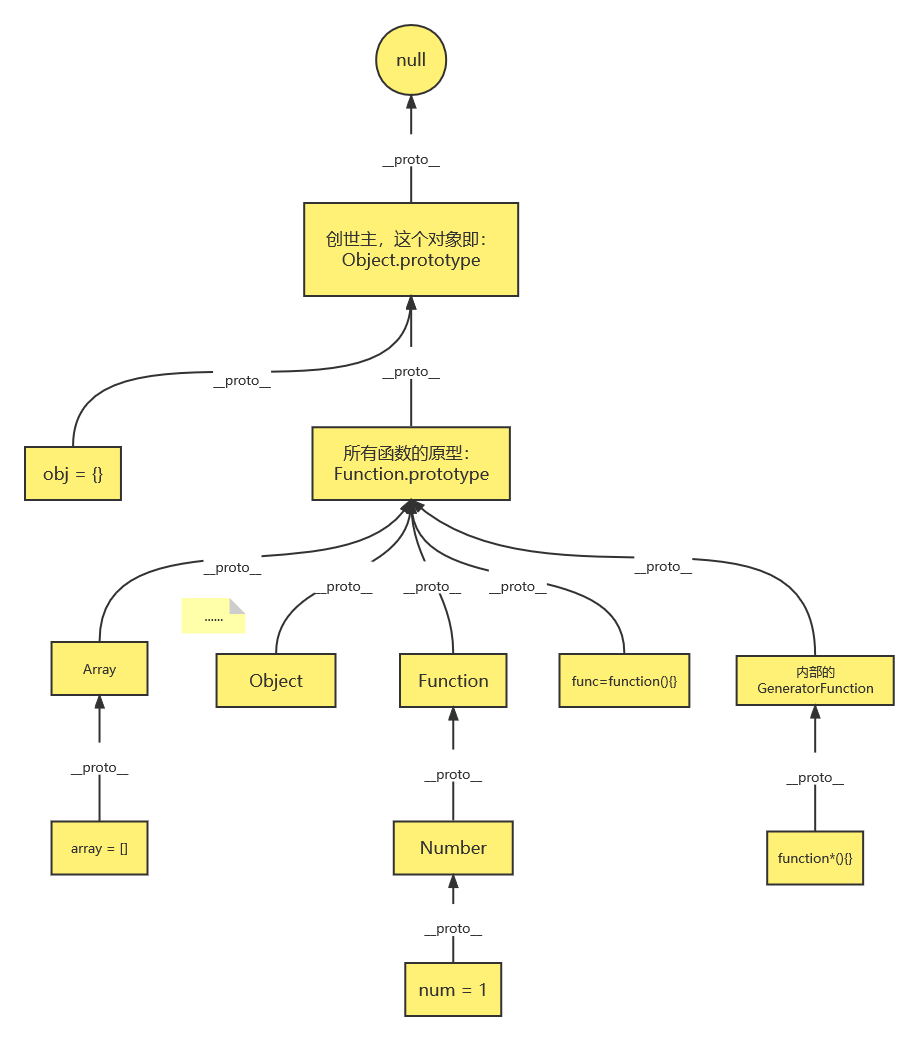 null
__proto__
创世主，这个对象即：
Object.prototype
__proto__
__proto__
obj = {}
所有函数的原型：
Function.prototype
__proto__
__proto__
__proto__
__proto__
__proto__
......
Array
Object
Function
func=function(){}
内部的
GeneratorFunction
__proto__
__proto__
__proto__
array = []
Number
function*(){}
__proto__
num = 1